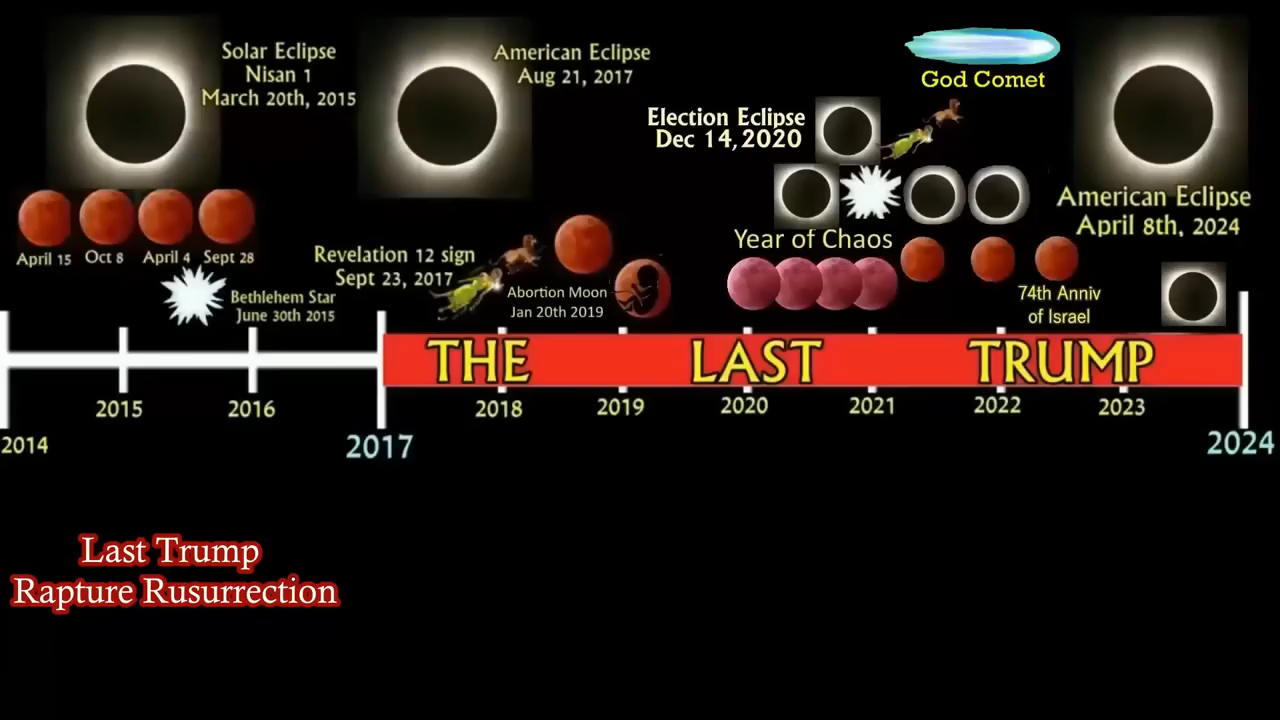 Solar Eclipse
Nisan 1
March 20th, 2015
American Eclipse
Aug 21, 2017
God Comet
Election Eclipse
Dec 14,2020
American Eclipse
April 8th, 2024
April 15
Oct 8
April 4
Sept 28
Bethlehem Star
June 30th 2015
Revelation 12 sign
Sept 23, 2017
Abortion Moon
Jan 20th 2019
Year of Chaos
74th Anniv
of Israel
THE LAST TRUMP
2014
2015
2016
2017
2018
2019
2020
2021
2022
2023
2024
Last Trump
Rapture Rusurrection